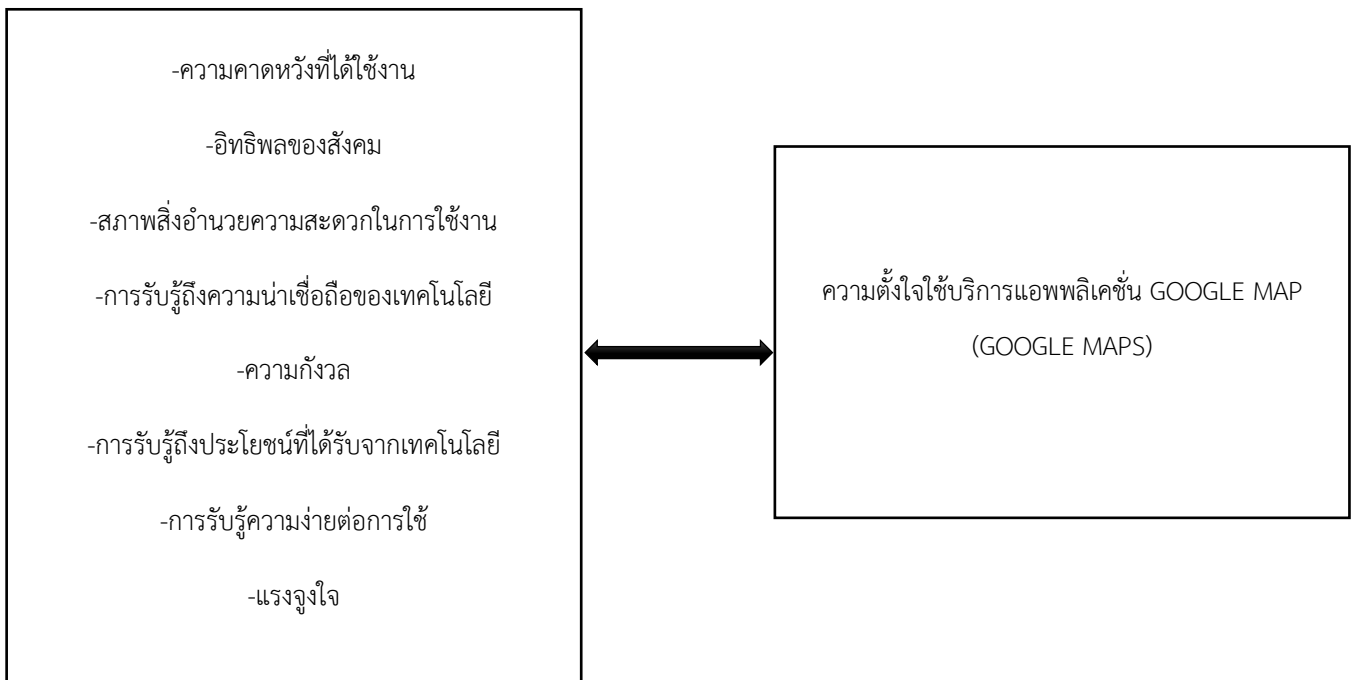 -ความคาดหวังที่ได้ใช้งาน
-อิทธิพลของสังคม
-สภาพสิ่งอำนวยความสะดวกในการใช้งาน
-การรับรู้ถึงความน่าเชื่อถือของเทคโนโลยี
-ความกังวล
-การรับรู้ถึงประโยชน์ที่ได้รับจากเทคโนโลยี
-การรับรู้ความง่ายต่อการใช้
-แรงจูงใจ
ความตั้งใจใช้บริการแอพพลิเคชั่น GOOGLE MAP
(GOOGLE MAPS)